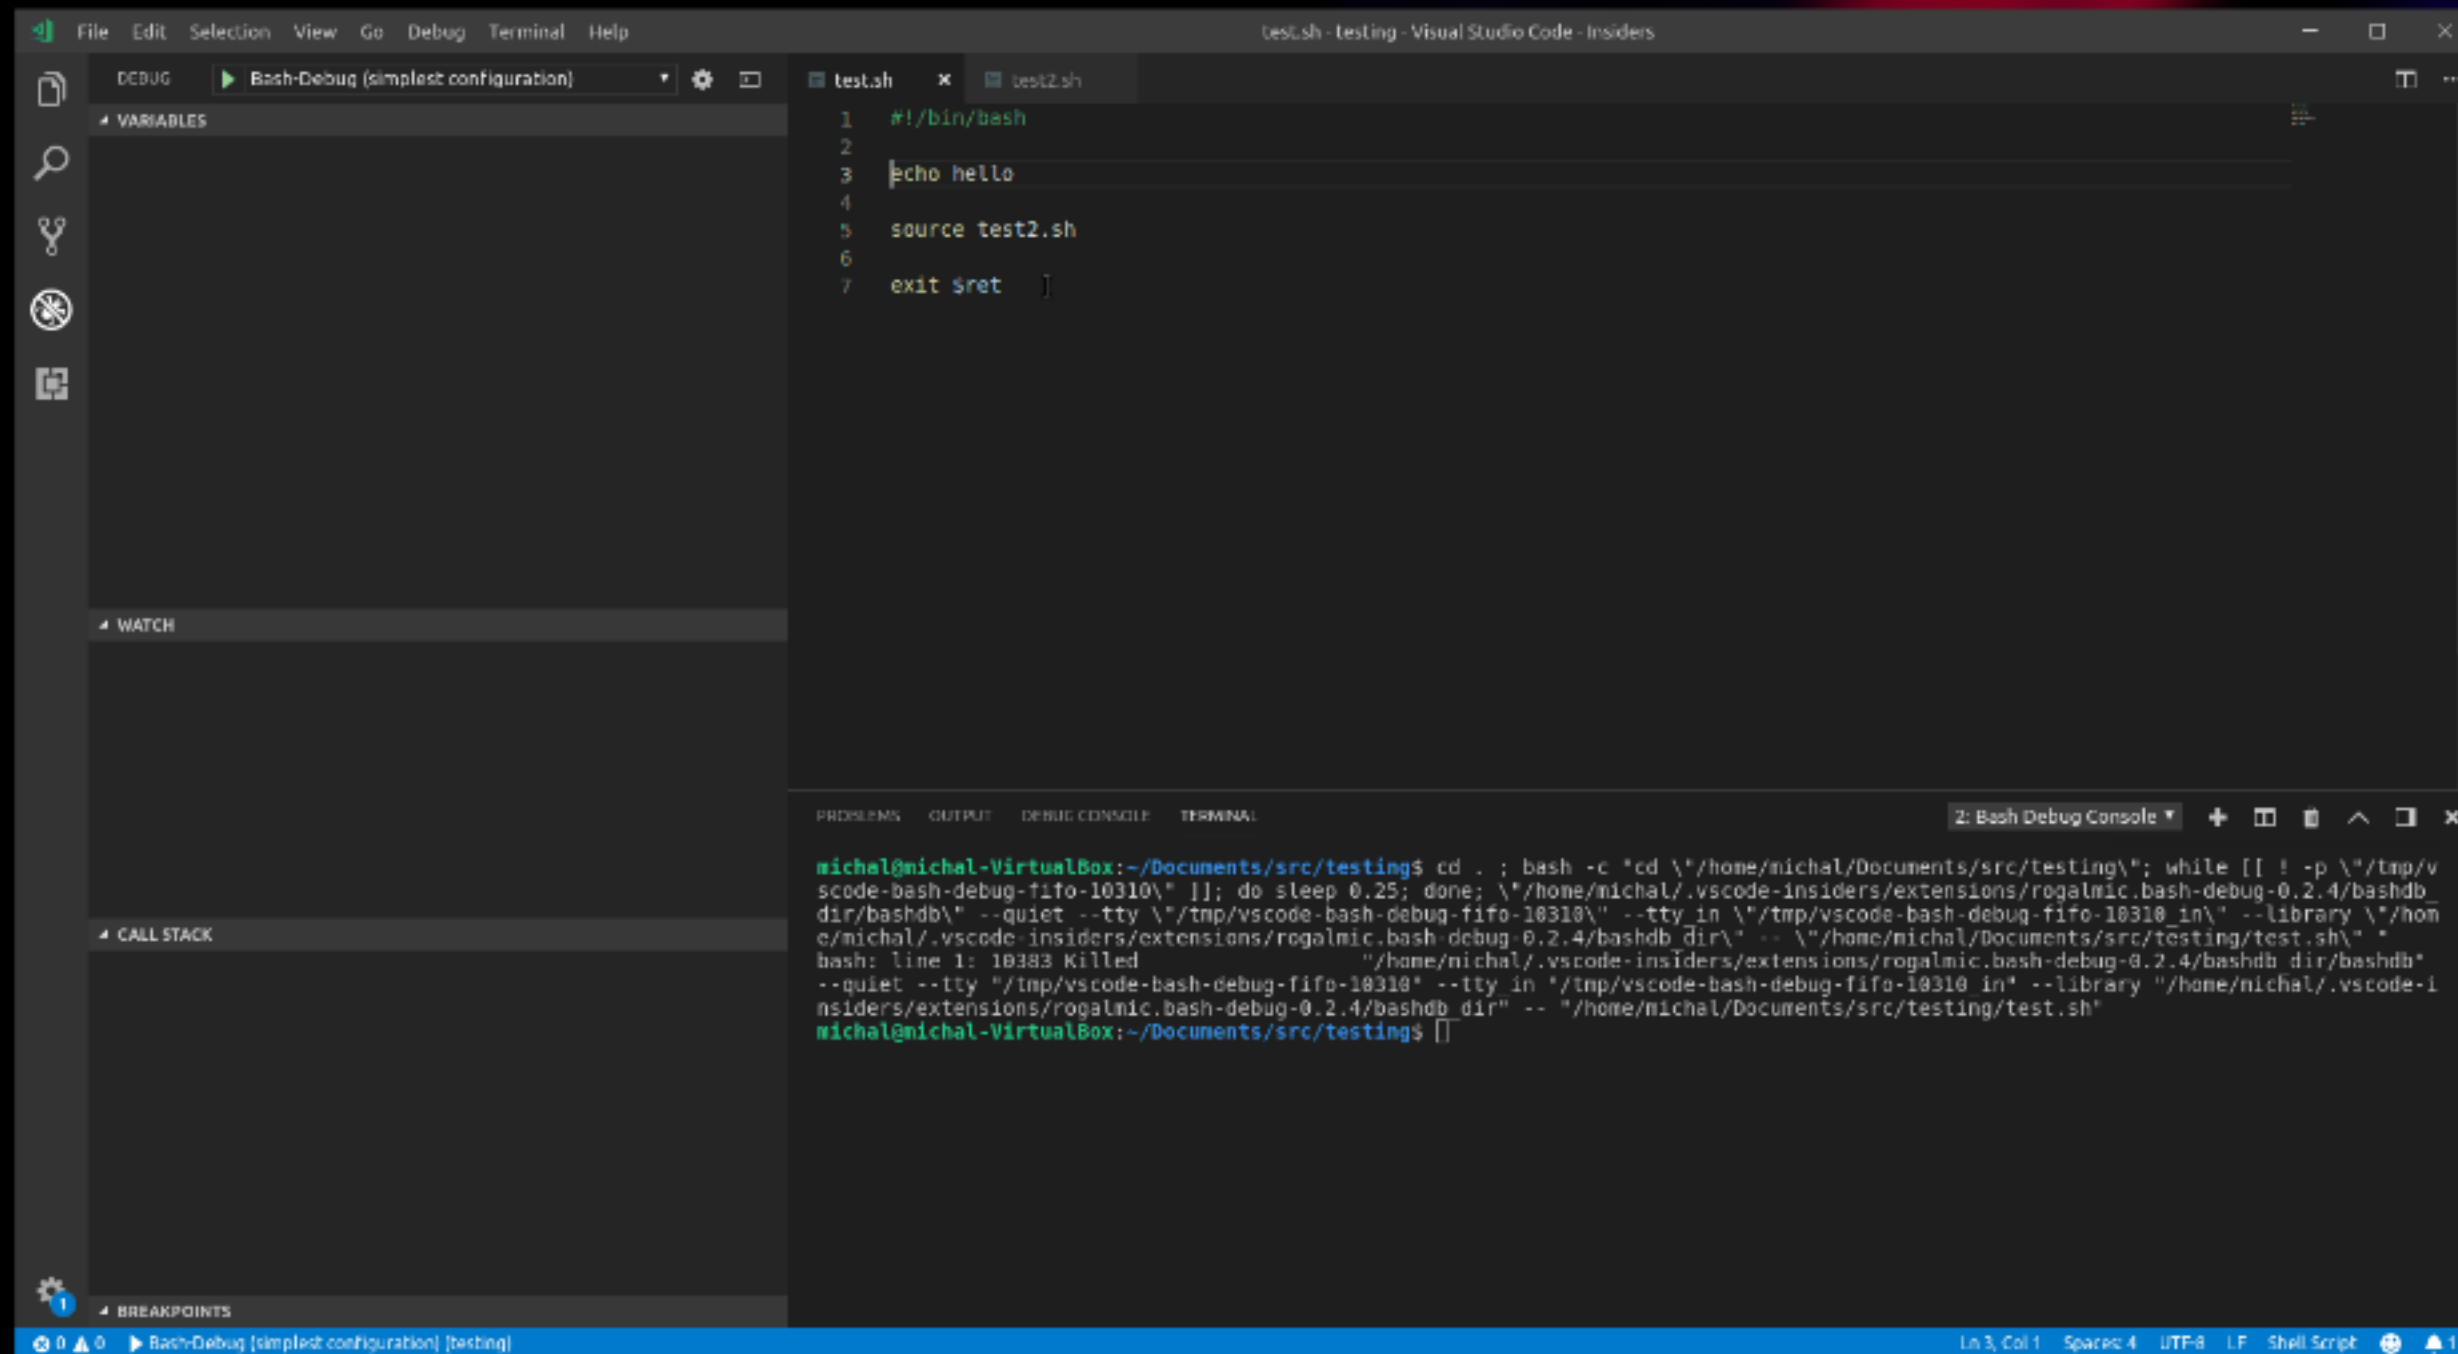 File Edit Selection View Go Debug Terminal Help
test.sh - testing - Visual Studio Code - Insiders
DEBUG Bash-Debug (simplest configuration)
test.sh test2.sh
VARIABLES
1 #!/bin/bash
2
3 echo hello
4
5 source test2.sh
6
7 exit $ret
WATCH
CALL STACK
BREAKPOINTS
PROBLEMS OUTPUT DEBUG CONSOLE TERMINAL
2: Bash Debug Console
michal@michal-VirtualBox:~/Documents/src/testing$ cd . ; bash -c "cd \"/home/michal/Documents/src/testing\"; while [[ ! -p \"/tmp/v
scode-bash-debug-fifo-10310\" ]]; do sleep 0.25; done; \"/home/michal/.vscode-insiders/extensions/rogalmic.bash-debug-0.2.4/bashdb_
dir/bashdb\" --quiet --tty \"/tmp/vscode-bash-debug-fifo-10310\" --tty_in \"/tmp/vscode-bash-debug-fifo-10310_in\" --library \"/hom
e/michal/.vscode-insiders/extensions/rogalmic.bash-debug-0.2.4/bashdb_dir\" -- \"/home/michal/Documents/src/testing/test.sh\" "
bash: line 1: 10383 Killed "/home/michal/.vscode-insiders/extensions/rogalmic.bash-debug-0.2.4/bashdb_dir/bashdb"
--quiet --tty "/tmp/vscode-bash-debug-fifo-10310" --tty_in "/tmp/vscode-bash-debug-fifo-10310_in" --library "/home/michal/.vscode-i
nsiders/extensions/rogalmic.bash-debug-0.2.4/bashdb_dir" -- "/home/michal/Documents/src/testing/test.sh"
michal@michal-VirtualBox:~/Documents/src/testing$
1
0 0 Bash-Debug (simplest configuration) (testing)
Ln 3, Col 1 Spaces: 4 UTF-8 LF Shell Script 1